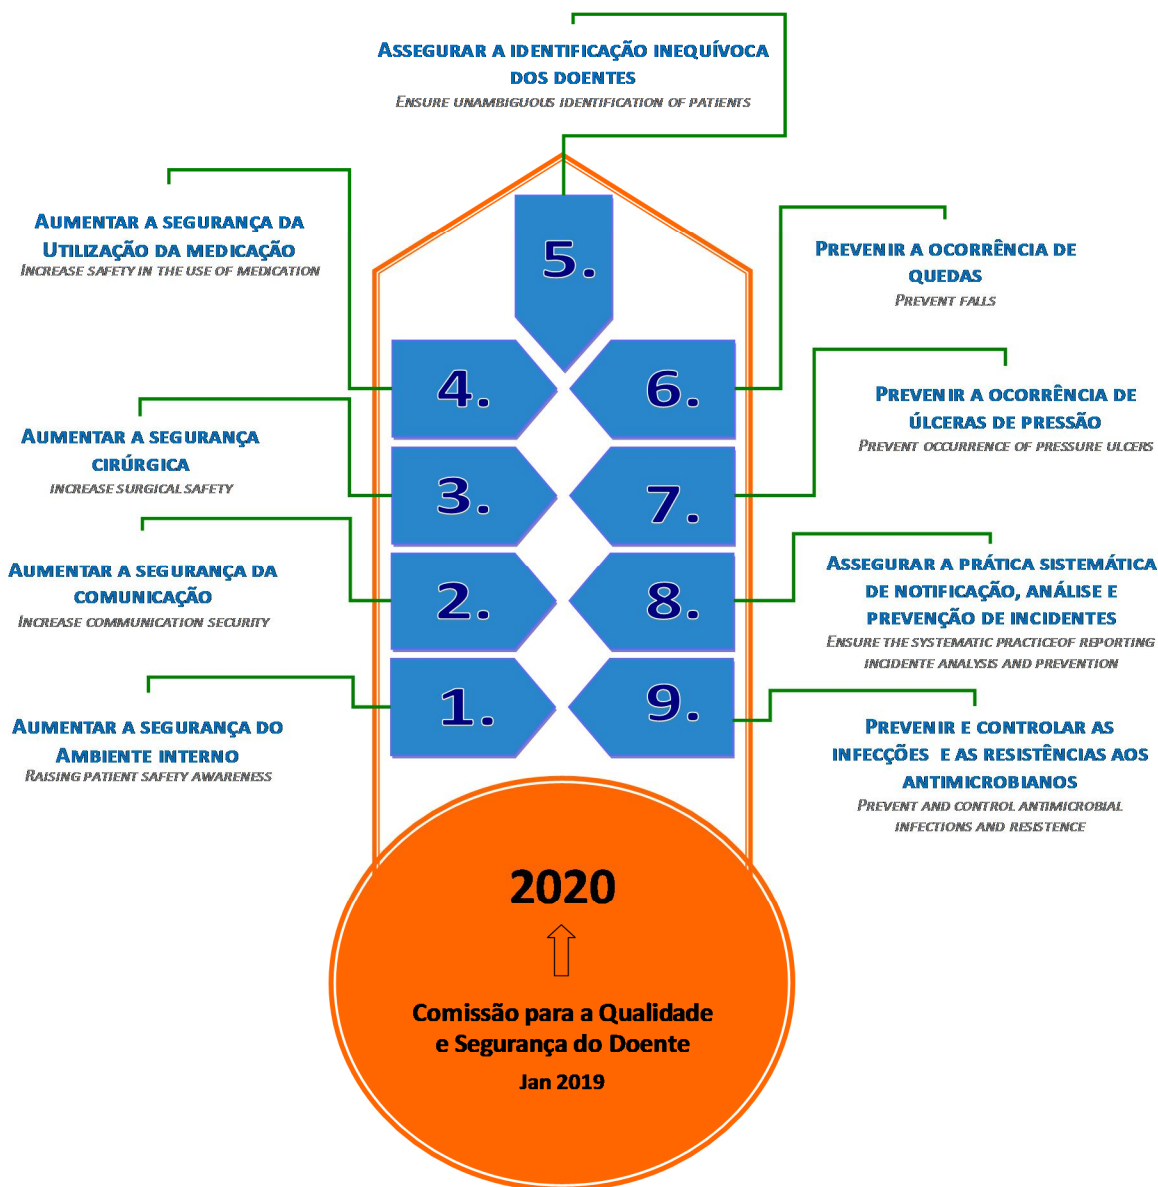 ASSEGURAR A IDENTIFICAÇÃO INEQUÍVOCA
DOS DOENTES
ENSURE UNAMBIGUOUS IDENTIFICATION OF PATIENTS
5.
AUMENTAR A SEGURANÇA DA
UTILIZAÇÃO DA MEDICAÇÃO
INCREASE SAFETY IN THE USE OF MEDICATION
4.
AUMENTAR A SEGURANÇA
CIRÚRGICA
INCREASE SURGICAL SAFETY
3.
AUMENTAR A SEGURANÇA DA
COMUNICAÇÃO
INCREASE COMMUNICATION SECURITY
2.
AUMENTAR A SEGURANÇA DO
AMBIENTE INTERNO
RAISING PATIENT SAFETY AWARENESS
1.
PREVENIR A OCORRÊNCIA DE
QUEDAS
PREVENT FALLS
6.
PREVENIR A OCORRÊNCIA DE
ÚLCERAS DE PRESSÃO
PREVENT OCCURRENCE OF PRESSURE ULCERS
7.
ASSEGURAR A PRÁTICA SISTEMÁTICA
DE NOTIFICAÇÃO, ANÁLISE E
PREVENÇÃO DE INCIDENTES
ENSURE THE SYSTEMATIC PRACTICEOF REPORTING
INCIDENTE ANALYSIS AND PREVENTION
8.
PREVENIR E CONTROLAR AS
INFECÇÕES E AS RESISTÊNCIAS AOS
ANTIMICROBIANOS
PREVENT AND CONTROL ANTIMICROBIAL
INFECTIONS AND RESISTENCE
9.
2020
Comissão para a Qualidade
e Segurança do Doente
Jan 2019